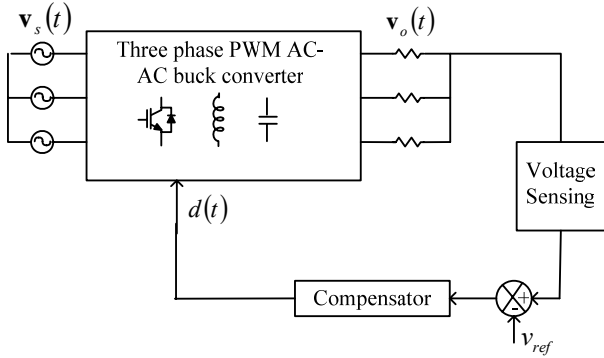 v_s(t)
v_o(t)
Three phase PWM AC-
AC buck converter
Voltage
Sensing
d(t)
Compensator
+
-
v_ref